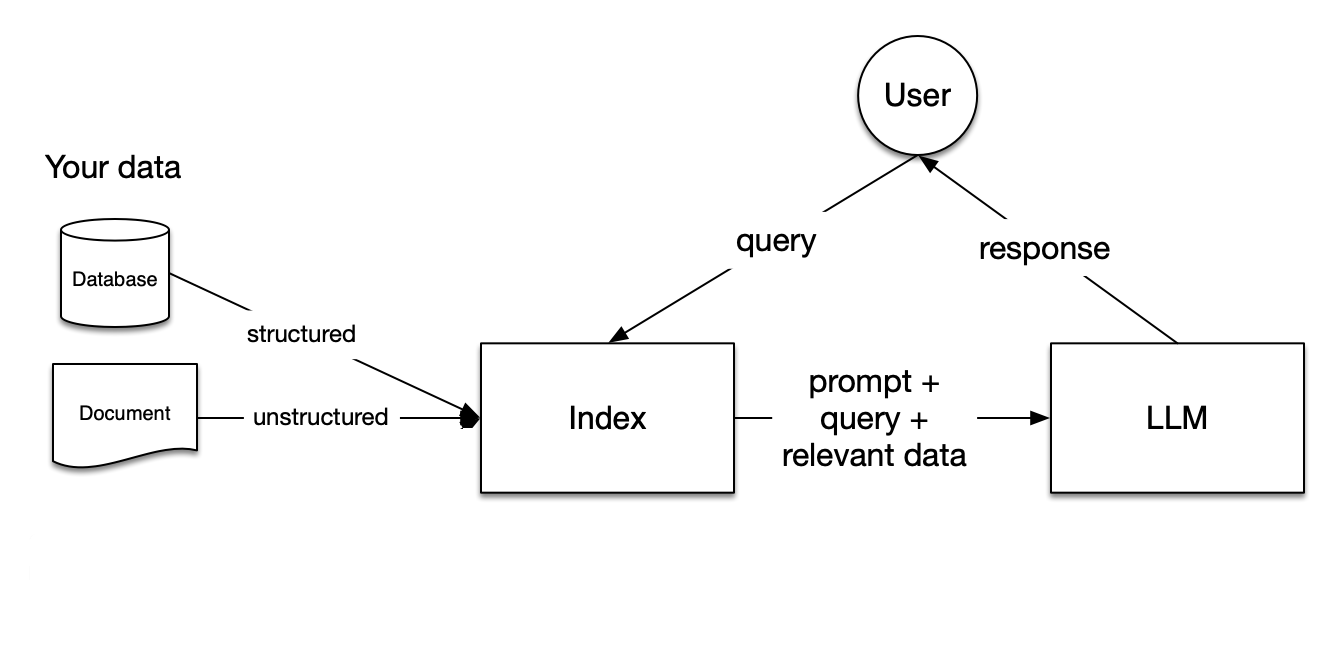 User
Your data
query
response
Database
structured
Document
unstructured
Index
prompt +
query +
relevant data
LLM